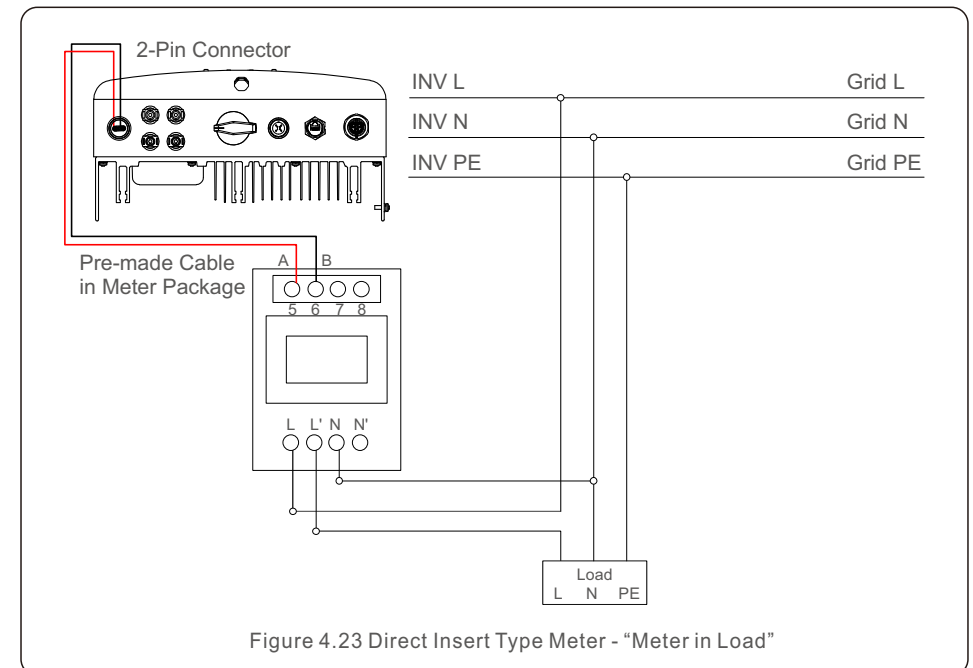 2-Pin Connector
INV L Grid L
INV N Grid N
INV PE Grid PE
Pre-made Cable
in Meter Package
A B
5 6 7 8
L L' N N'
Load
L N PE
Figure 4.23 Direct Insert Type Meter - “Meter in Load”